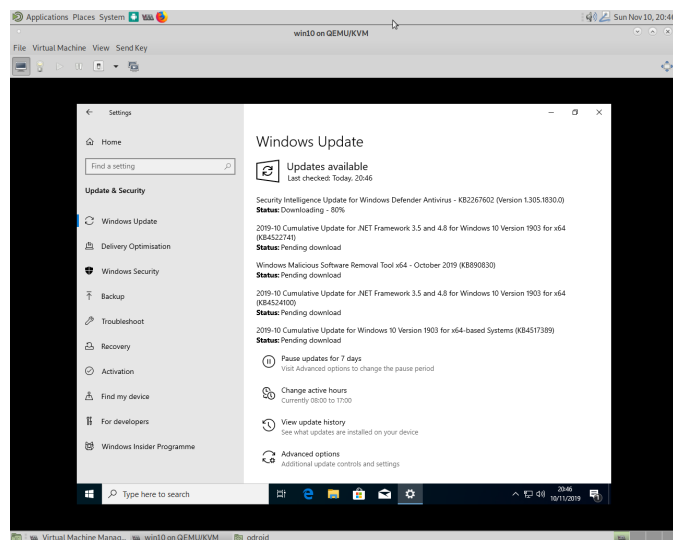 Applications Places System
Sun Nov 10, 20:46
win10 on QEMU/KVM
File Virtual Machine View Send Key
Settings
Home
Find a setting
Update & Security
Windows Update
Delivery Optimisation
Windows Security
Backup
Troubleshoot
Recovery
Activation
Find my device
For developers
Windows Insider Programme
Windows Update
Updates available
Last checked: Today, 20:46
Security Intelligence Update for Windows Defender Antivirus - KB2267602 (Version 1.305.1830.0)
Status: Downloading - 80%
2019-10 Cumulative Update for .NET Framework 3.5 and 4.8 for Windows 10 Version 1903 for x64
(KB4522741)
Status: Pending download
Windows Malicious Software Removal Tool x64 - October 2019 (KB890830)
Status: Pending download
2019-10 Cumulative Update for .NET Framework 3.5 and 4.8 for Windows 10 Version 1903 for x64
(KB4524100)
Status: Pending download
2019-10 Cumulative Update for Windows 10 Version 1903 for x64-based Systems (KB4517389)
Status: Pending download
Pause updates for 7 days
Visit Advanced options to change the pause period
Change active hours
Currently 08:00 to 17:00
View update history
See what updates are installed on your device
Advanced options
Additional update controls and settings
Type here to search
20:46
10/11/2019
Virtual Machine Manag... win10 on QEMU/KVM odroid